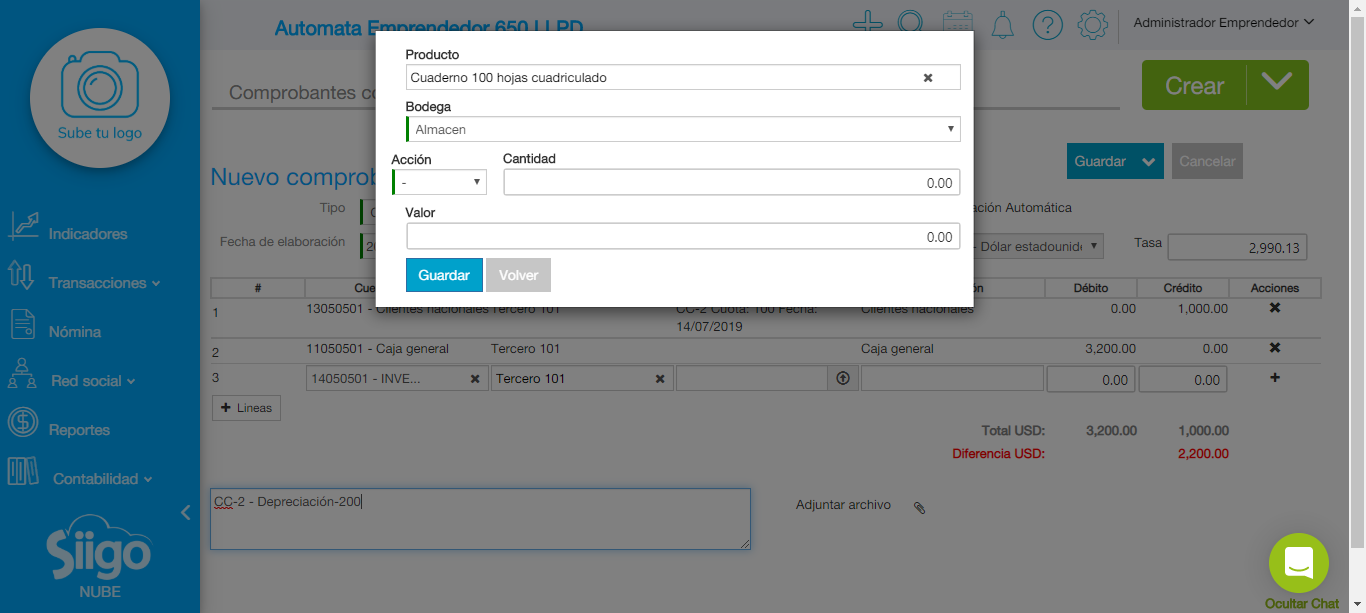 Automata Emprendedor 650 LLPD
Administrador Emprendedor
Sube tu logo
Producto
Cuaderno 100 hojas cuadriculado
Bodega
Almacen
Acción
Cantidad
-
0.00
Valor
0.00
Guardar
Volver
Comprobantes
Crear
Guardar
Cancelar
Nuevo
Tipo
Automática
Fecha de elaboración
- Dólar
Tasa
2,990.13
Indicadores
Transacciones
Nómina
Red social
Reportes
Contabilidad
Siigo
NUBE
#
Débito
Crédito
Acciones
1
13050501 - Clientes nacionales
Tercero 101
CC-2 Cuota: 100 Fecha:
14/07/2019
Clientes nacionales
0.00
1,000.00
2
11050501 - Caja general
Tercero 101
Caja general
3,200.00
0.00
3
14050501 - INVE...
Tercero 101
0.00
0.00
+ Lineas
Total USD:
3,200.00
1,000.00
Diferencia USD:
2,200.00
CC-2 - Depreciación-200
Adjuntar archivo
Ocultar Chat